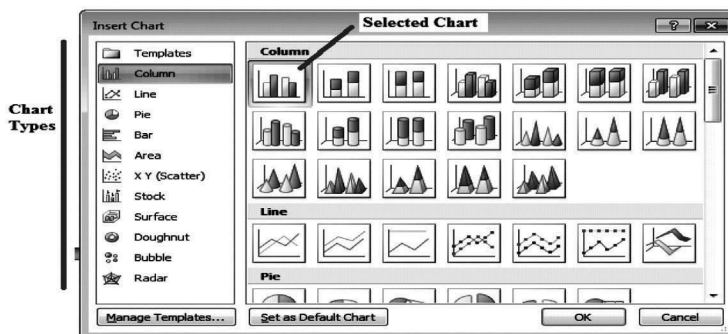 Insert Chart
Selected Chart
Chart
Types
Templates
Column
Line
Pie
Bar
Area
X Y (Scatter)
Stock
Surface
Doughnut
Bubble
Radar
Column
Line
Pie
Manage Templates...
Set as Default Chart
OK
Cancel